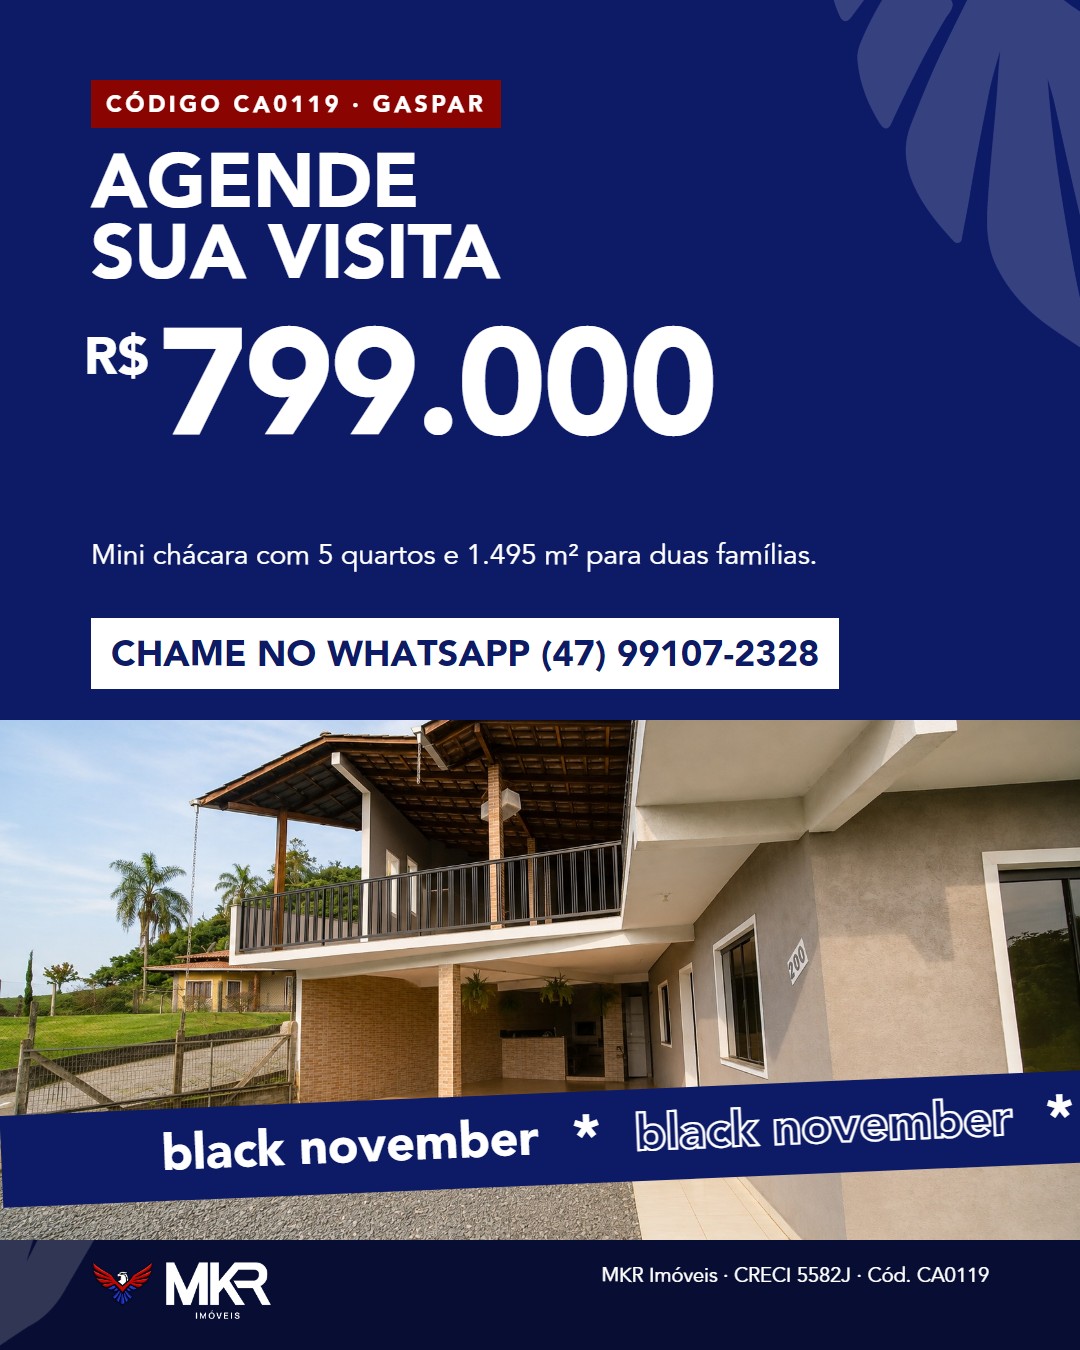 CÓDIGO CA0119 · GASPAR
AGENDE
SUA VISITA
R$ 799.000
Mini chácara com 5 quartos e 1.495 m² para duas famílias.
CHAME NO WHATSAPP (47) 99107-2328
200
black november * black november *
MKR
IMÓVEIS
MKR Imóveis · CRECI 5582J · Cód. CA0119